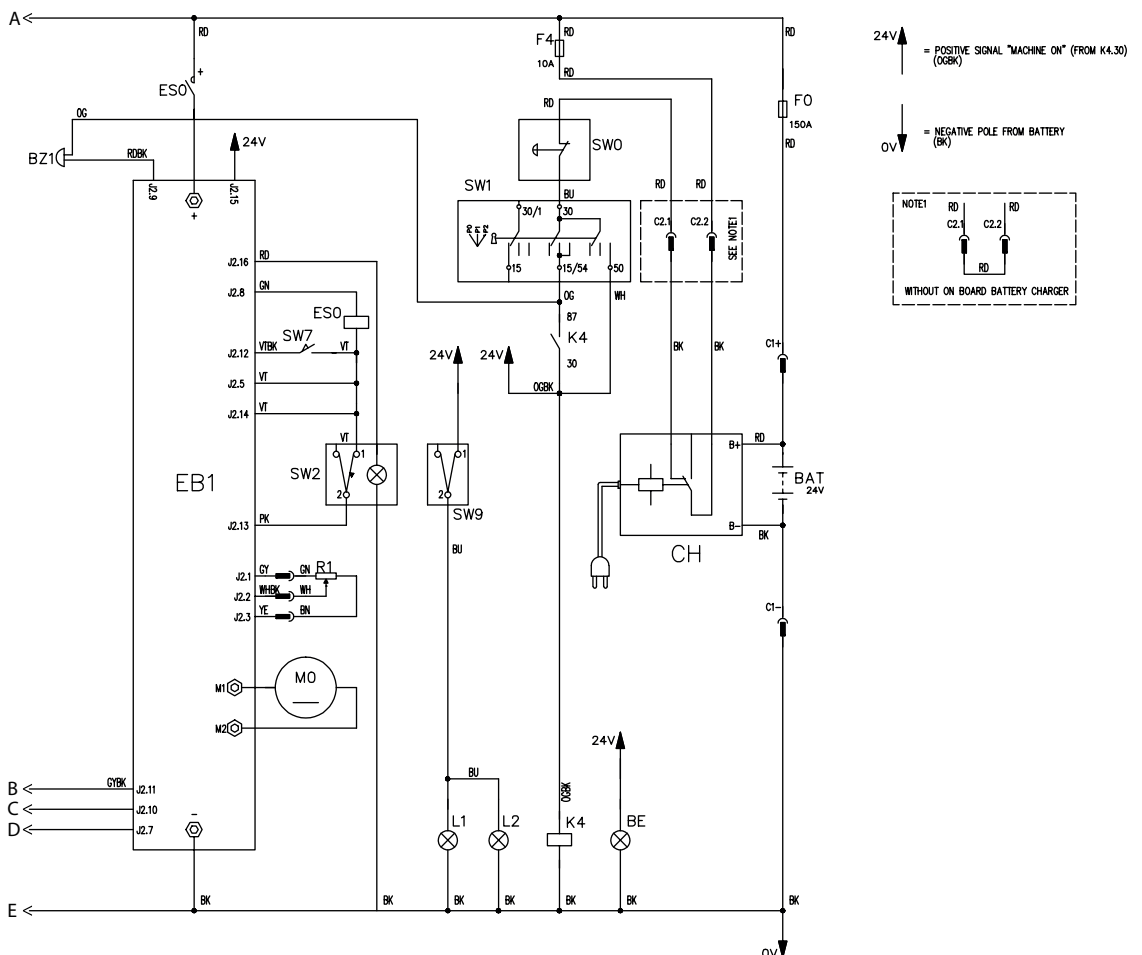 A
RD
RD
RD
24V
= POSITIVE SIGNAL "MACHINE ON" (FROM K4.30)
(OGBK)
F4
10A
RD
+
ES0
OG
RD
F0
150A
RD
0V
= NEGATIVE POLE FROM BATTERY
(BK)
BZ1
RDBK
24V
SW0
J2.9
+
J2.15
SW1
BU
RD
RD
30/1
30
P0
P1
P2
C2.1
C2.2
SEE NOTE1
NOTE1
RD
RD
C2.1
C2.2
RD
WITHOUT ON BOARD BATTERY CHARGER
J2.16
RD
15
15/54
50
J2.8
GN
OG
WH
ES0
87
K4
30
SW7
J2.12
VTBK
VT
24V
24V
BK
BK
C1+
J2.5
VT
OGBK
J2.14
VT
VT
1
SW2
2
1
2
SW9
B+
RD
BAT
24V
EB1
J2.13
PK
BU
B-
BK
CH
J2.1
GY
GN
R1
J2.2
WHBK
WH
J2.3
YE
BN
C1-
M0
M1
M2
24V
B
GYBK
J2.11
BU
OGBK
C
J2.10
D
J2.7
-
L1
L2
K4
BE
E
BK
BK
BK
BK
BK
BK
BK
0V